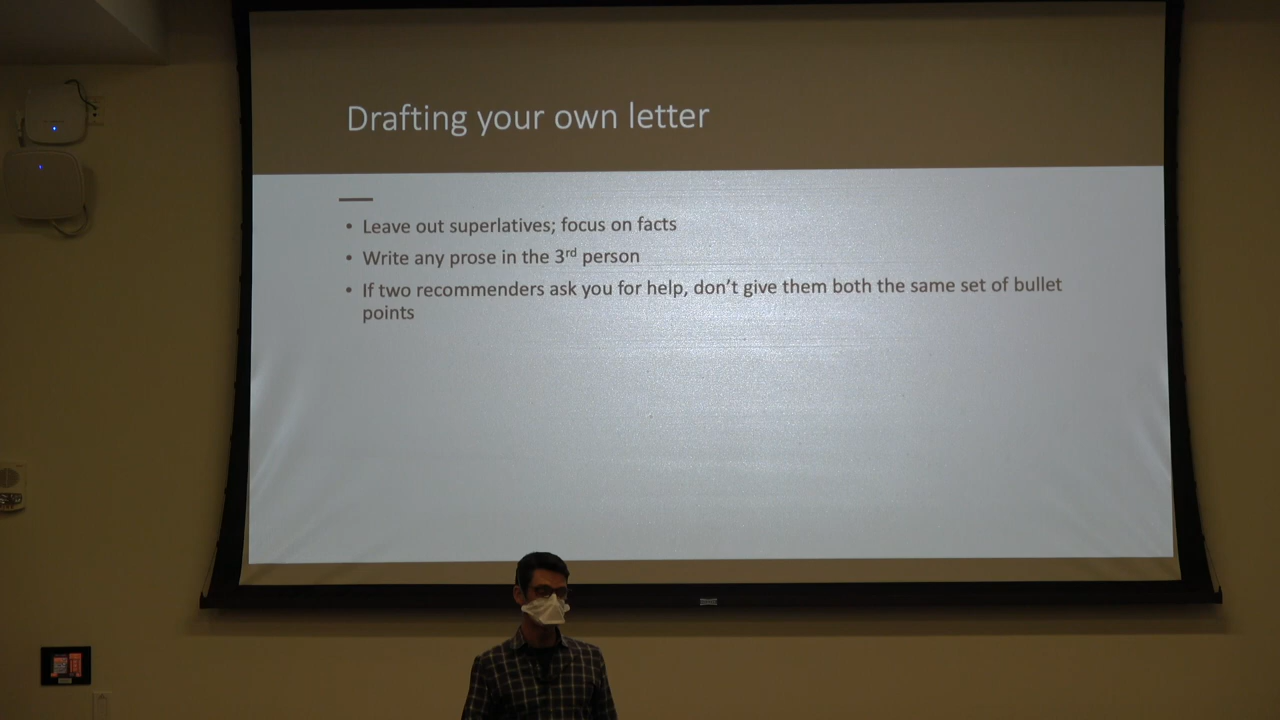 Drafting your own letter
• Leave out superlatives; focus on facts
• Write any prose in the 3rd person
• If two recommenders ask you for help, don't give them both the same set of bullet
points